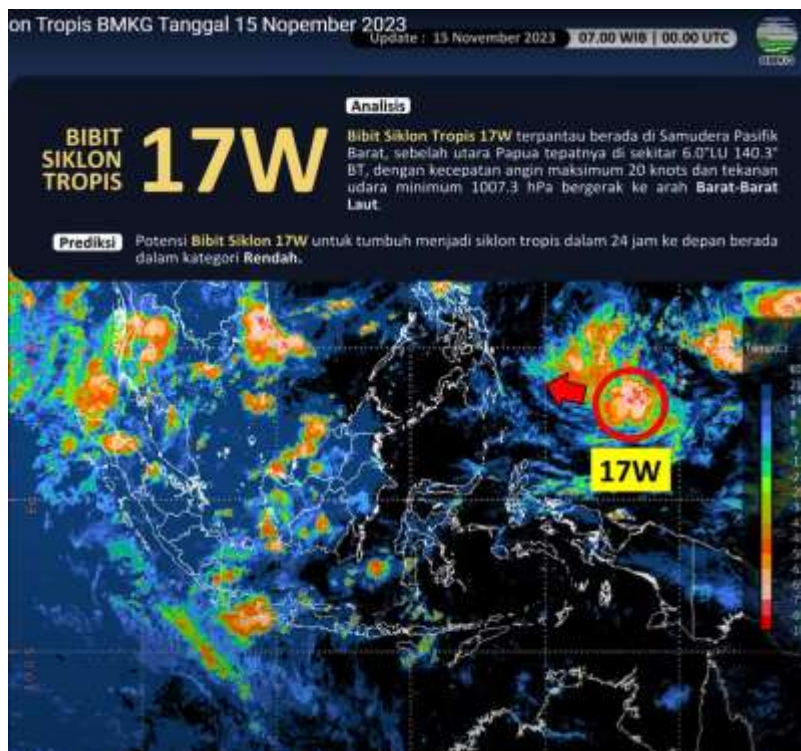 on Tropis BMKG Tanggal 15 Nopember 2023
Update : 15 November 2023 07.00 WIB | 00.00 UTC
BMKG
Analisis
BIBIT
SIKLON
TROPIS
17W
Bibit Siklon Tropis 17W terpantau berada di Samudera Pasifik
Barat, sebelah utara Papua tepatnya di sekitar 6.0°LU 140.3°
BT, dengan kecepatan angin maksimum 20 knots dan tekanan
udara minimum 1007.3 hPa bergerak ke arah Barat-Barat
Laut.
Prediksi
Potensi Bibit Siklon 17W untuk tumbuh menjadi siklon tropis dalam 24 jam ke depan berada
dalam kategori Rendah.
17W